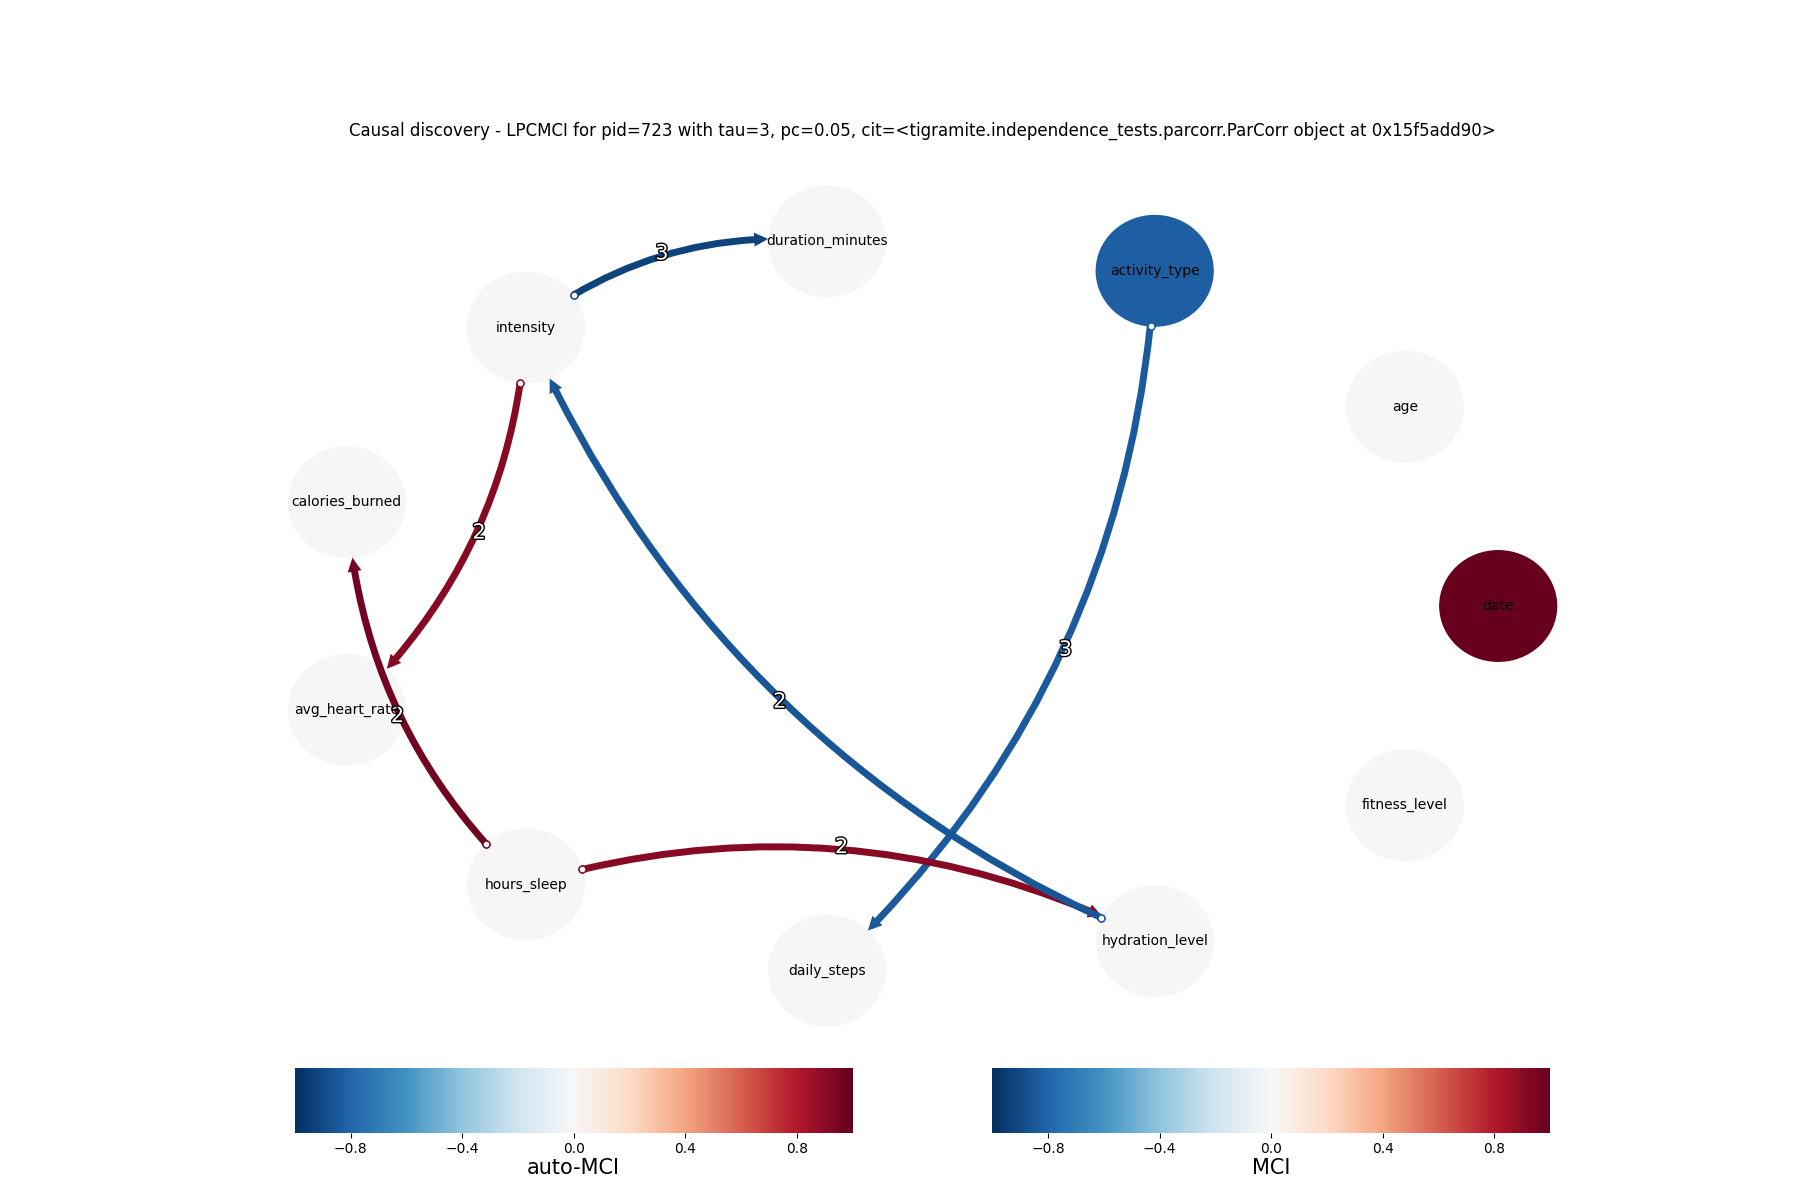 Causal discovery - LPCMCI for pid=723 with tau=3, pc=0.05, cit=<tigramite.independence_tests.parcorr.ParCorr object at 0x15f5add90>
duration_minutes
3
activity_type
intensity
age
calories_burned
2
date
3
2
avg_heart_rate
2
fitness_level
2
hours_sleep
hydration_level
daily_steps
−0.8 −0.4 0.0 0.4 0.8
auto-MCI
−0.8 −0.4 0.0 0.4 0.8
MCI